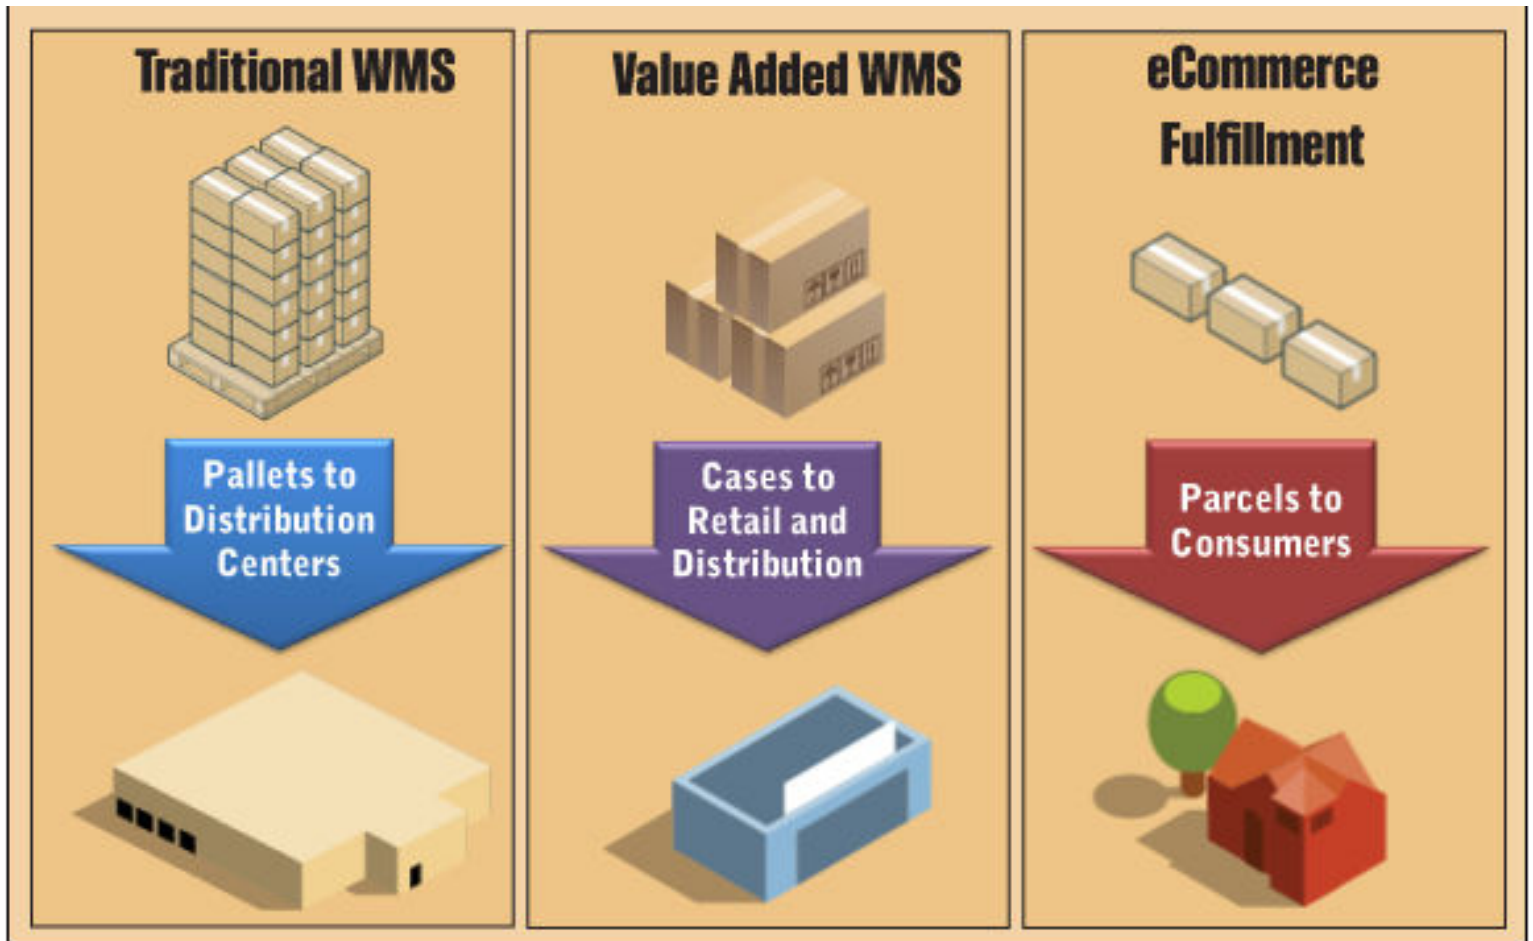 Traditional WMS
Pallets to
Distribution
Centers
Value Added WMS
Cases to
Retail and
Distribution
eCommerce
Fulfillment
Parcels to
Consumers